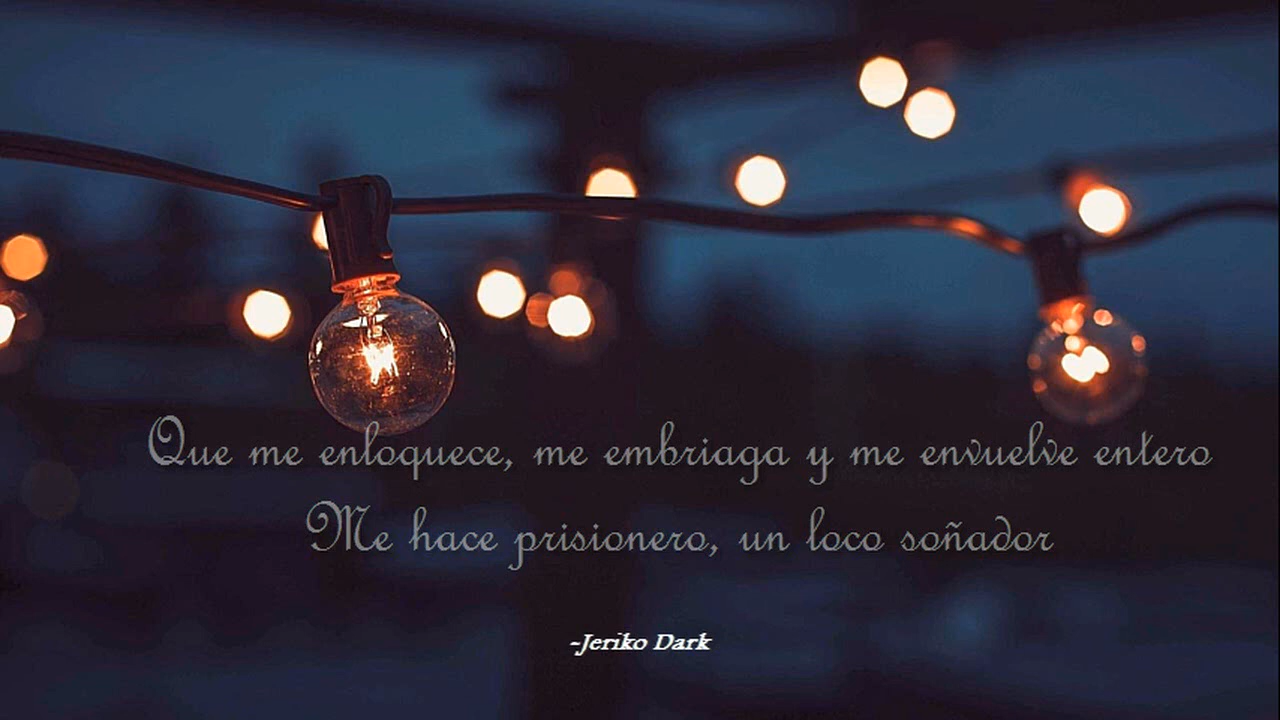 Que me enloquece, me embriaga y me envuelve entero
Me hace prisionero, un loco soñador
-Jeriko Dark